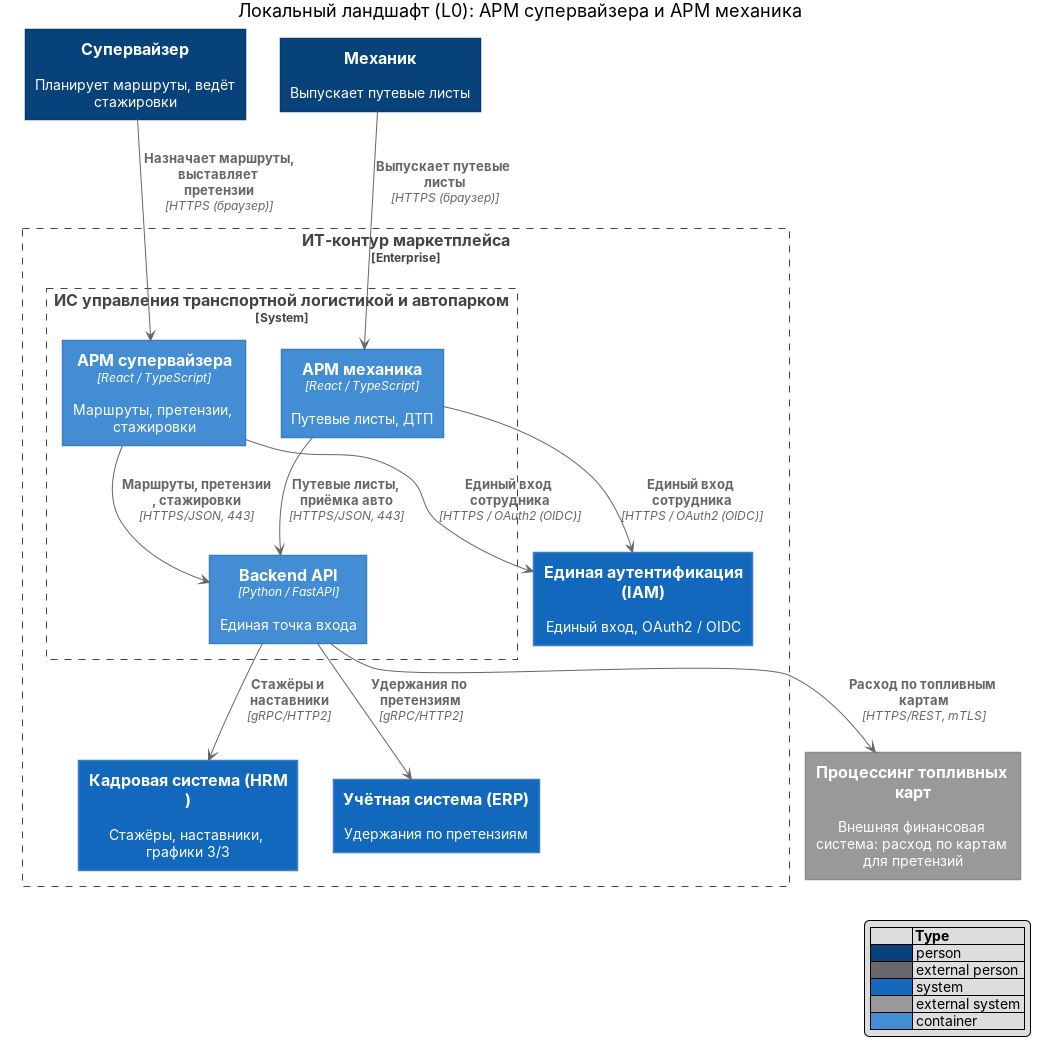 Локальный ландшафт (L0): АРМ супервайзера и АРМ механика
Супервайзер
Планирует маршруты, ведёт
стажировки
Механик
Выпускает путевые листы
Назначает маршруты,
выставляет
претензии
[HTTPS (браузер)]
Выпускает путевые
листы
[HTTPS (браузер)]
ИТ-контур маркетплейса
[Enterprise]
ИС управления транспортной логистикой и автопарком
[System]
АРМ супервайзера
[React / TypeScript]
Маршруты, претензии,
стажировки
АРМ механика
[React / TypeScript]
Путевые листы, ДТП
Маршруты, претензии
, стажировки
[HTTPS/JSON, 443]
Путевые листы,
приёмка авто
[HTTPS/JSON, 443]
Единый вход
сотрудника
[HTTPS / OAuth2 (OIDC)]
Единый вход
сотрудника
[HTTPS / OAuth2 (OIDC)]
Backend API
[Python / FastAPI]
Единая точка входа
Единая аутентификация
(IAM)
Единый вход, OAuth2 / OIDC
Стажёры и
наставники
[gRPC/HTTP2]
Удержания по
претензиям
[gRPC/HTTP2]
Расход по топливным
картам
[HTTPS/REST, mTLS]
Кадровая система (HRM
)
Стажёры, наставники,
графики 3/3
Учётная система (ERP)
Удержания по претензиям
Процессинг топливных
карт
Внешняя финансовая
система: расход по картам
для претензий
Type
person
external person
system
external system
container